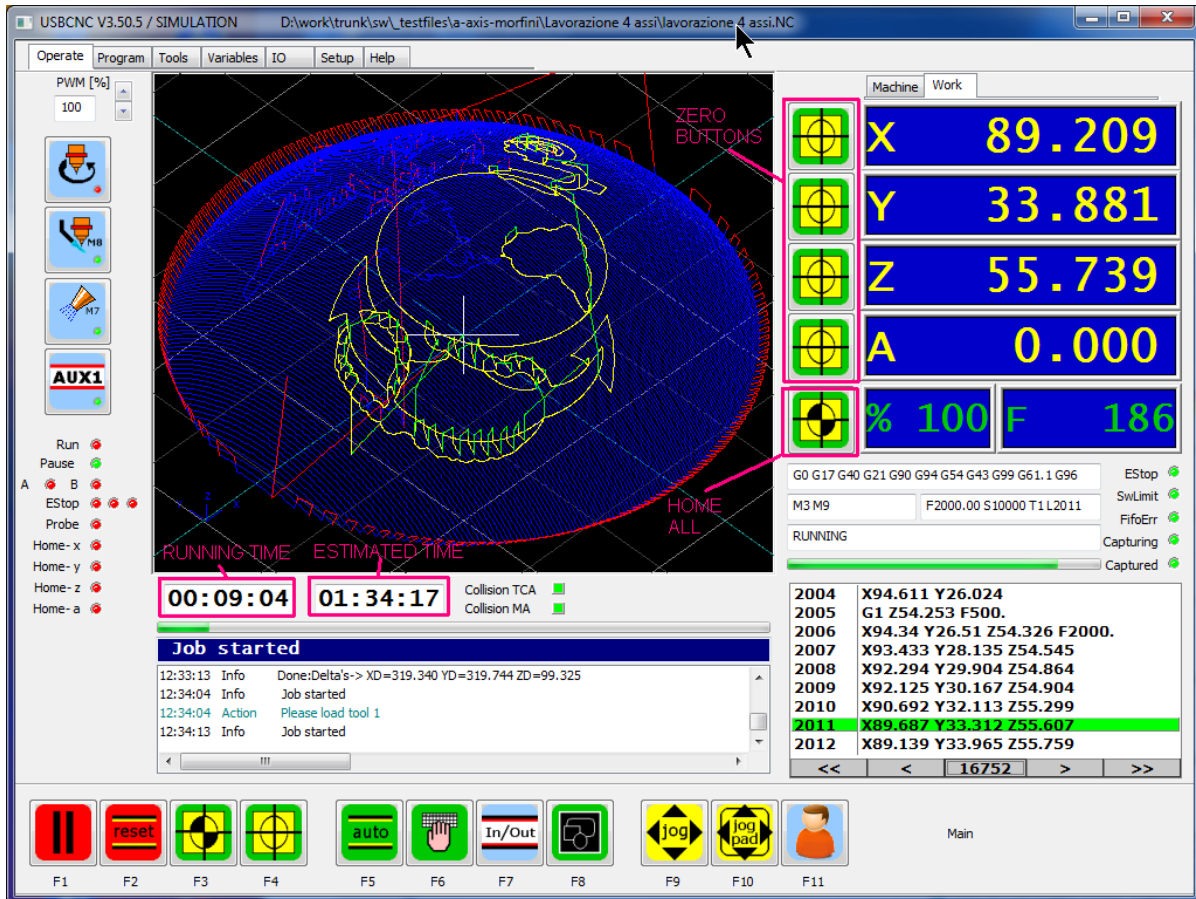 USBCNC V3.50.5 / SIMULATION D:\work\trunk\sw\_testfiles\a-axis-morfini\Lavorazione 4 assi\lavorazione 4 assi.NC
Operate Program Tools Variables IO Setup Help
PWM [%]
100
M8
M7
AUX1
Run
Pause
A B
EStop
Probe
Home-x
Home-y
Home-z
Home-a
ZERO
BUTTONS
HOME
ALL
RUNNING TIME ESTIMATED TIME
00:09:04 01:34:17
Collision TCA
Collision MA
Job started
12:33:13 Info Done:Delta's-> XD=319.340 YD=319.744 ZD=99.325
12:34:04 Info Job started
12:34:04 Action Please load tool 1
12:34:13 Info Job started
Machine Work
X 89.209
Y 33.881
Z 55.739
A 0.000
% 100 F 186
G0 G17 G40 G21 G90 G94 G54 G43 G99 G61.1 G96
M3 M9 F2000.00 S10000 T1 L2011
RUNNING
EStop
SwLimit
FifoErr
Capturing
Captured
2004 X94.611 Y26.024
2005 G1 Z54.253 F500.
2006 X94.34 Y26.51 Z54.326 F2000.
2007 X93.433 Y28.135 Z54.545
2008 X92.294 Y29.904 Z54.864
2009 X92.125 Y30.167 Z54.904
2010 X90.692 Y32.113 Z55.299
2011 X89.687 Y33.312 Z55.607
2012 X89.139 Y33.965 Z55.759
<< < 16752 > >>
reset auto In/Out jog jog
pad
Main
F1 F2 F3 F4 F5 F6 F7 F8 F9 F10 F11